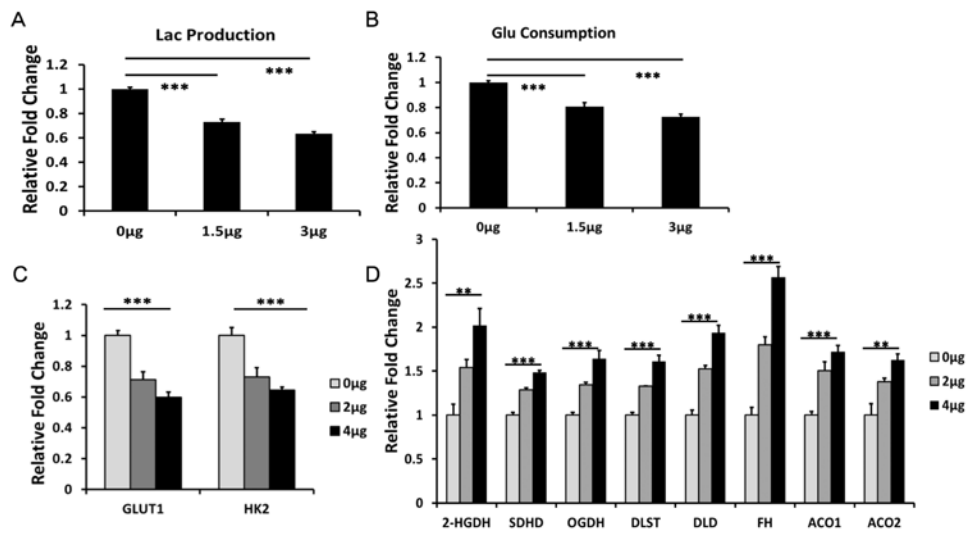 A
Lac Production
***
***
Relative Fold Change
1.2
1
0.8
0.6
0.4
0.2
0
0µg
1.5µg
3µg
B
Glu Consumption
***
***
Relative Fold Change
1.2
1
0.8
0.6
0.4
0.2
0
0µg
1.5µg
3µg
C
***
***
Relative Fold Change
1.2
1
0.8
0.6
0.4
0.2
0
GLUT1
HK2
0µg
2µg
4µg
D
**
***
***
***
***
***
***
**
Relative Fold Change
3
2.5
2
1.5
1
0.5
0
2-HGDH
SDHD
OGDH
DLST
DLD
FH
ACO1
ACO2
0µg
2µg
4µg